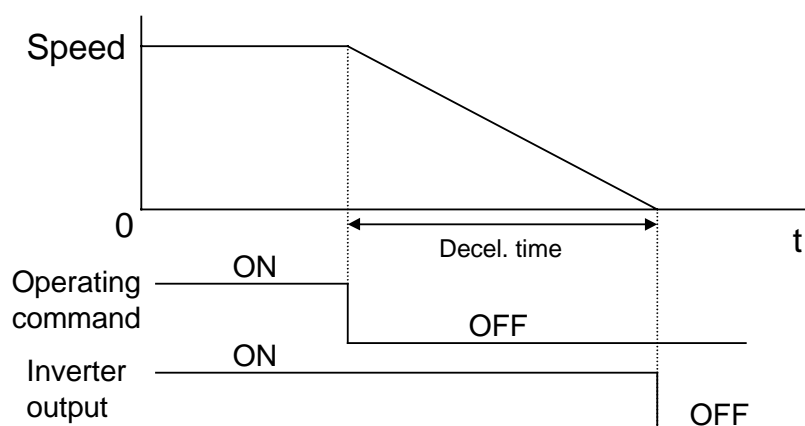 Speed
0
t
Decel. time
ON
Operating
command
OFF
ON
Inverter
output
OFF